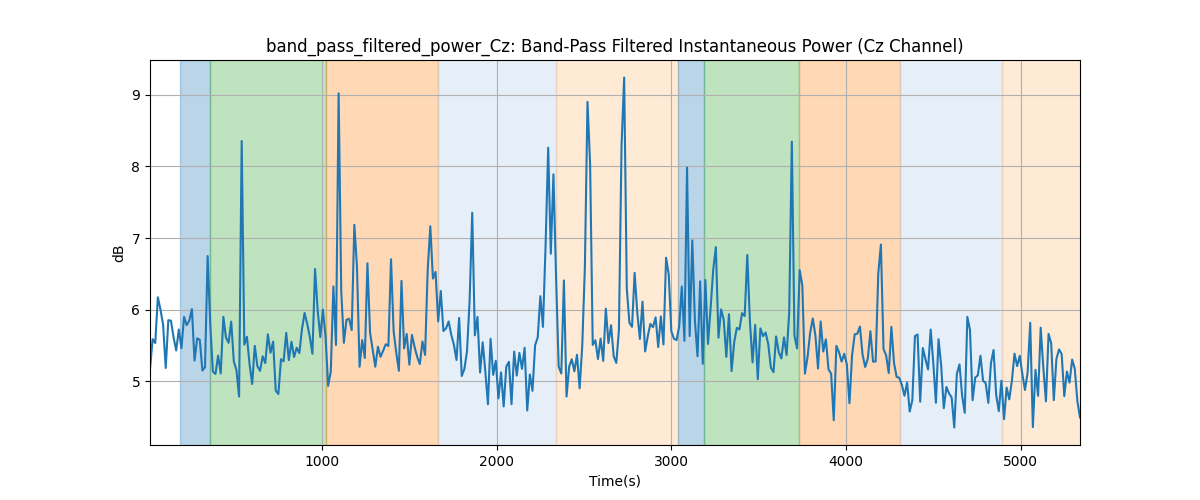 band_pass_filtered_power_Cz: Band-Pass Filtered Instantaneous Power (Cz Channel)
9
8
7
6
5
dB
1000 2000 3000 4000 5000
Time(s)